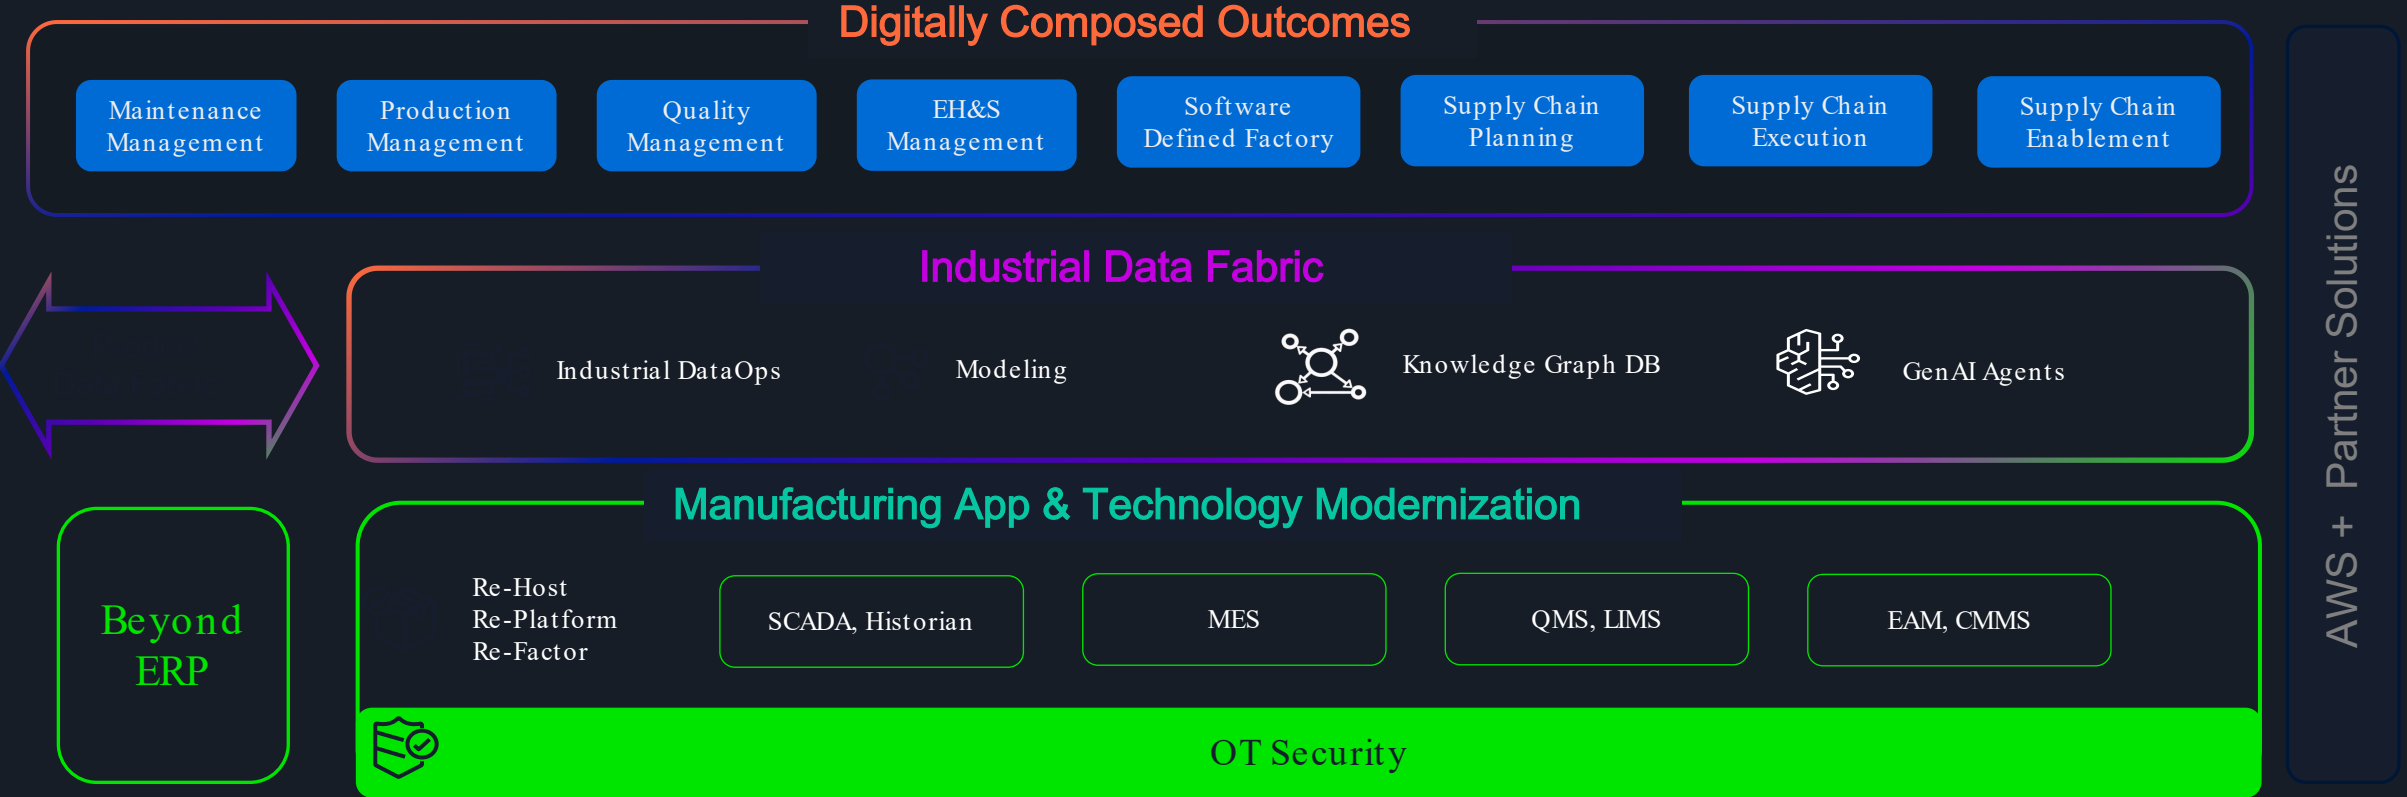 Digitally Composed Outcomes
Maintenance
Management
Production
Management
Quality
Management
EH&S
Management
Software
Defined Factory
Supply Chain
Planning
Supply Chain
Execution
Supply Chain
Enablement
Industrial Data Fabric
Industrial DataOps
Modeling
Knowledge Graph DB
GenAI Agents
Manufacturing App & Technology Modernization
Beyond
ERP
Re-Host
Re-Platform
Re-Factor
SCADA, Historian
MES
QMS, LIMS
EAM, CMMS
OT Security
AWS + Partner Solutions